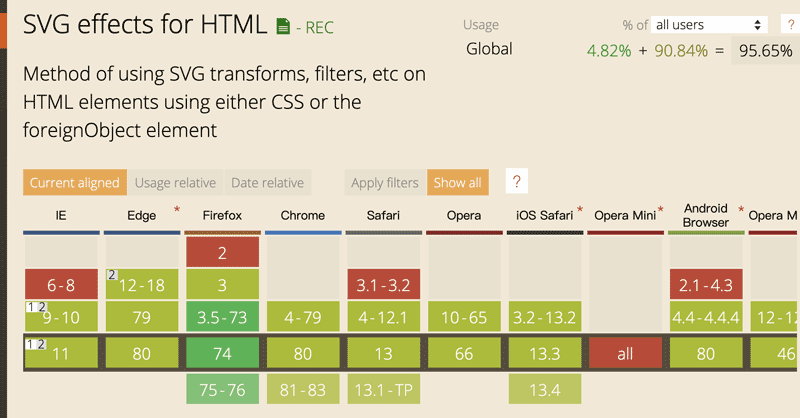 SVG effects for HTML - REC
Usage % of all users ?
Global 4.82% + 90.84% = 95.65%
Method of using SVG transforms, filters, etc on
HTML elements using either CSS or the
foreignObject element
Current aligned Usage relative Date relative Apply filters Show all ?
IE Edge * Firefox Chrome Safari Opera iOS Safari * Opera Mini * Android Browser * Opera M
2
6-8 2 12-18 3 3.1-3.2 2.1-4.3
1 2 9-10 79 3.5-73 4-79 4-12.1 10-65 3.2-13.2 4.4-4.4.4 12-12
1 2 11 80 74 80 13 66 13.3 all 80 46
75-76 81-83 13.1-TP 13.4